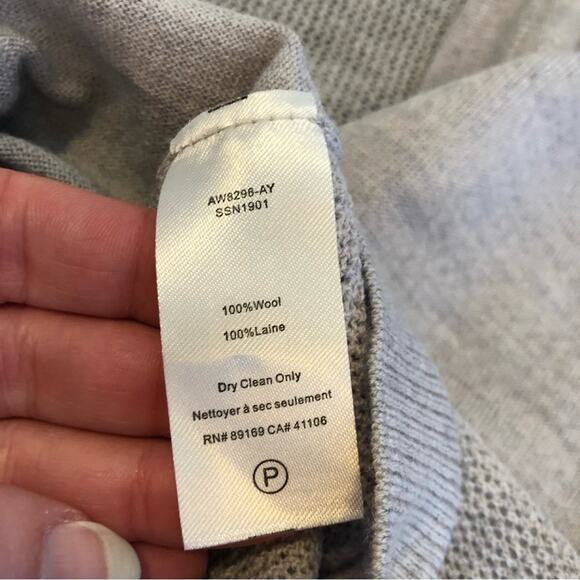 AW8296-AY
SSN1901
100%Wool
100%Laine
Dry Clean Only
Nettoyer à sec seulement
RN# 89169 CA# 41106
P